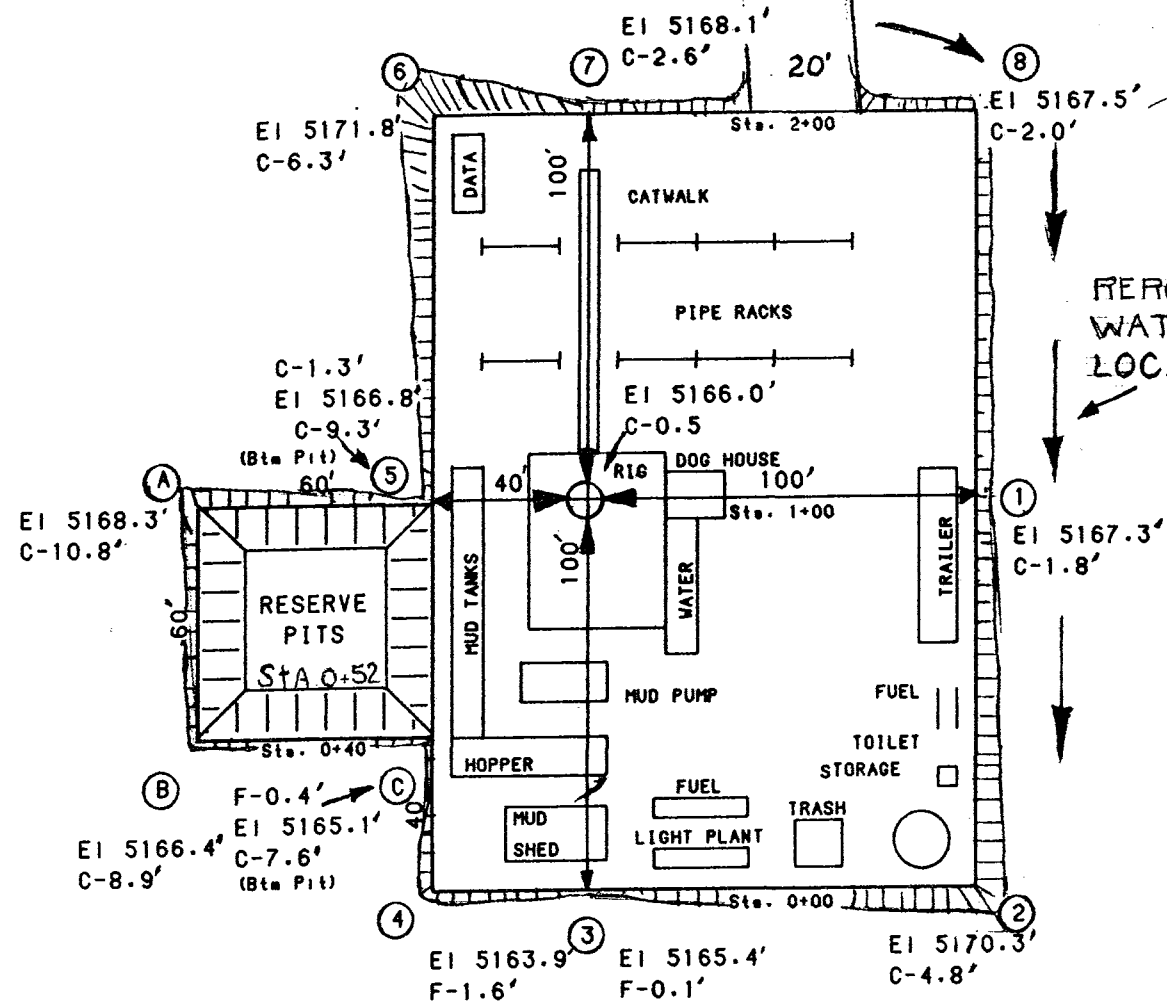 El 5168.1'
C-2.6'
20'
6
7
8
El 5171.8'
C-6.3'
El 5167.5'
C-2.0'
Sta. 2+00
DATA
100'
CATWALK
PIPE RACKS
C-1.3'
El 5166.8'
C-9.3'
(Btm Pit)
60'
5
A
El 5168.3'
C-10.8'
El 5166.0'
C-0.5
RIG
DOG HOUSE
40'
100'
Sta. 1+00
1
El 5167.3'
C-1.8'
100'
MUD TANKS
WATER
TRAILER
60'
RESERVE
PITS
StA 0+52
Sta. 0+40
MUD PUMP
FUEL
TOILET
STORAGE
HOPPER
B
C
F-0.4'
El 5165.1'
C-7.6'
(Btm Pit)
40'
El 5166.4'
C-8.9'
MUD
SHED
FUEL
LIGHT PLANT
TRASH
Sta. 0+00
4
3
2
El 5163.9'
F-1.6'
El 5165.4'
F-0.1'
El 5170.3'
C-4.8'